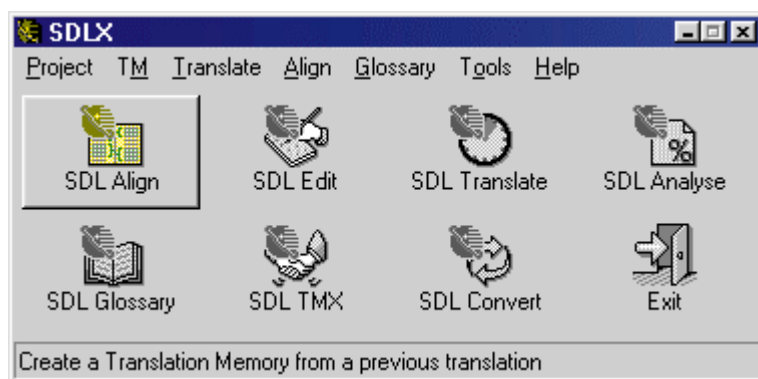 SDLX
Project TM Translate Align Glossary Tools Help
SDL Align SDL Edit SDL Translate SDL Analyse
%
SDL Glossary SDL TMX SDL Convert Exit
Create a Translation Memory from a previous translation